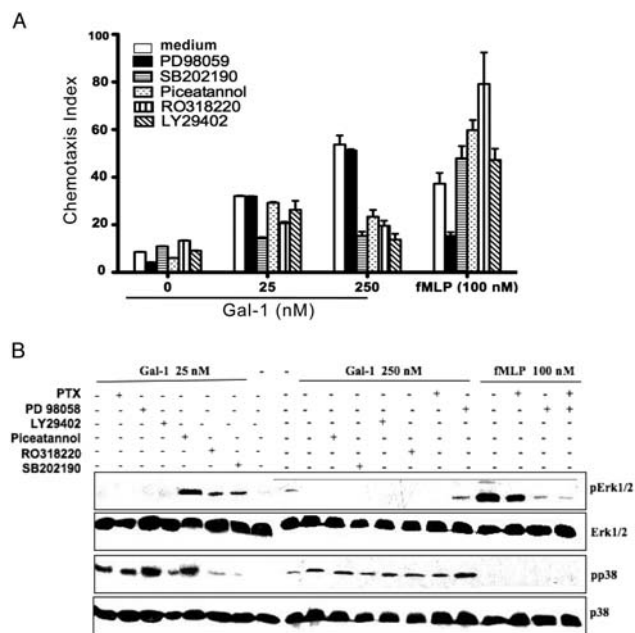 A
100
80
60
40
20
0
Chemotaxis Index
medium
PD98059
SB202190
Piceatannol
RO318220
LY29402
0 25 250 fMLP (100 nM)
Gal-1 (nM)
B
Gal-1 25 nM - - Gal-1 250 nM fMLP 100 nM
PTX - + - - - - - - - - - - - - + - - + - +
PD 98058 - - + - - - - - - - - - - - - + - - + +
LY29402 - - - + - - - - - - - - + - - - - - - -
Piceatannol - - - - + - - - - - + - - - - - - - - -
RO318220 - - - - - + - - - - - - - + - - - - - -
SB202190 - - - - - - + - - - - + - - - - - - - -
pErk1/2
Erk1/2
pp38
p38